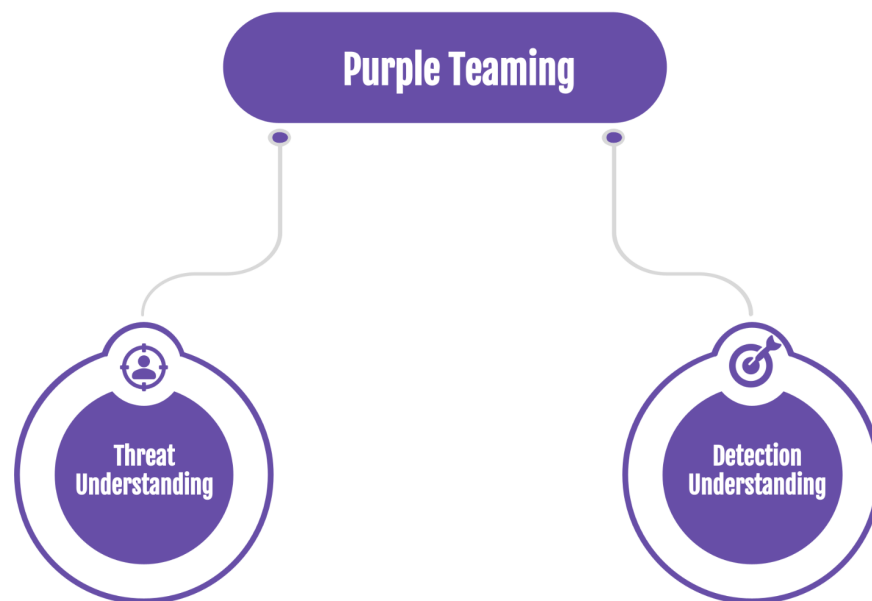 Purple Teaming
Threat
Understanding
Detection
Understanding